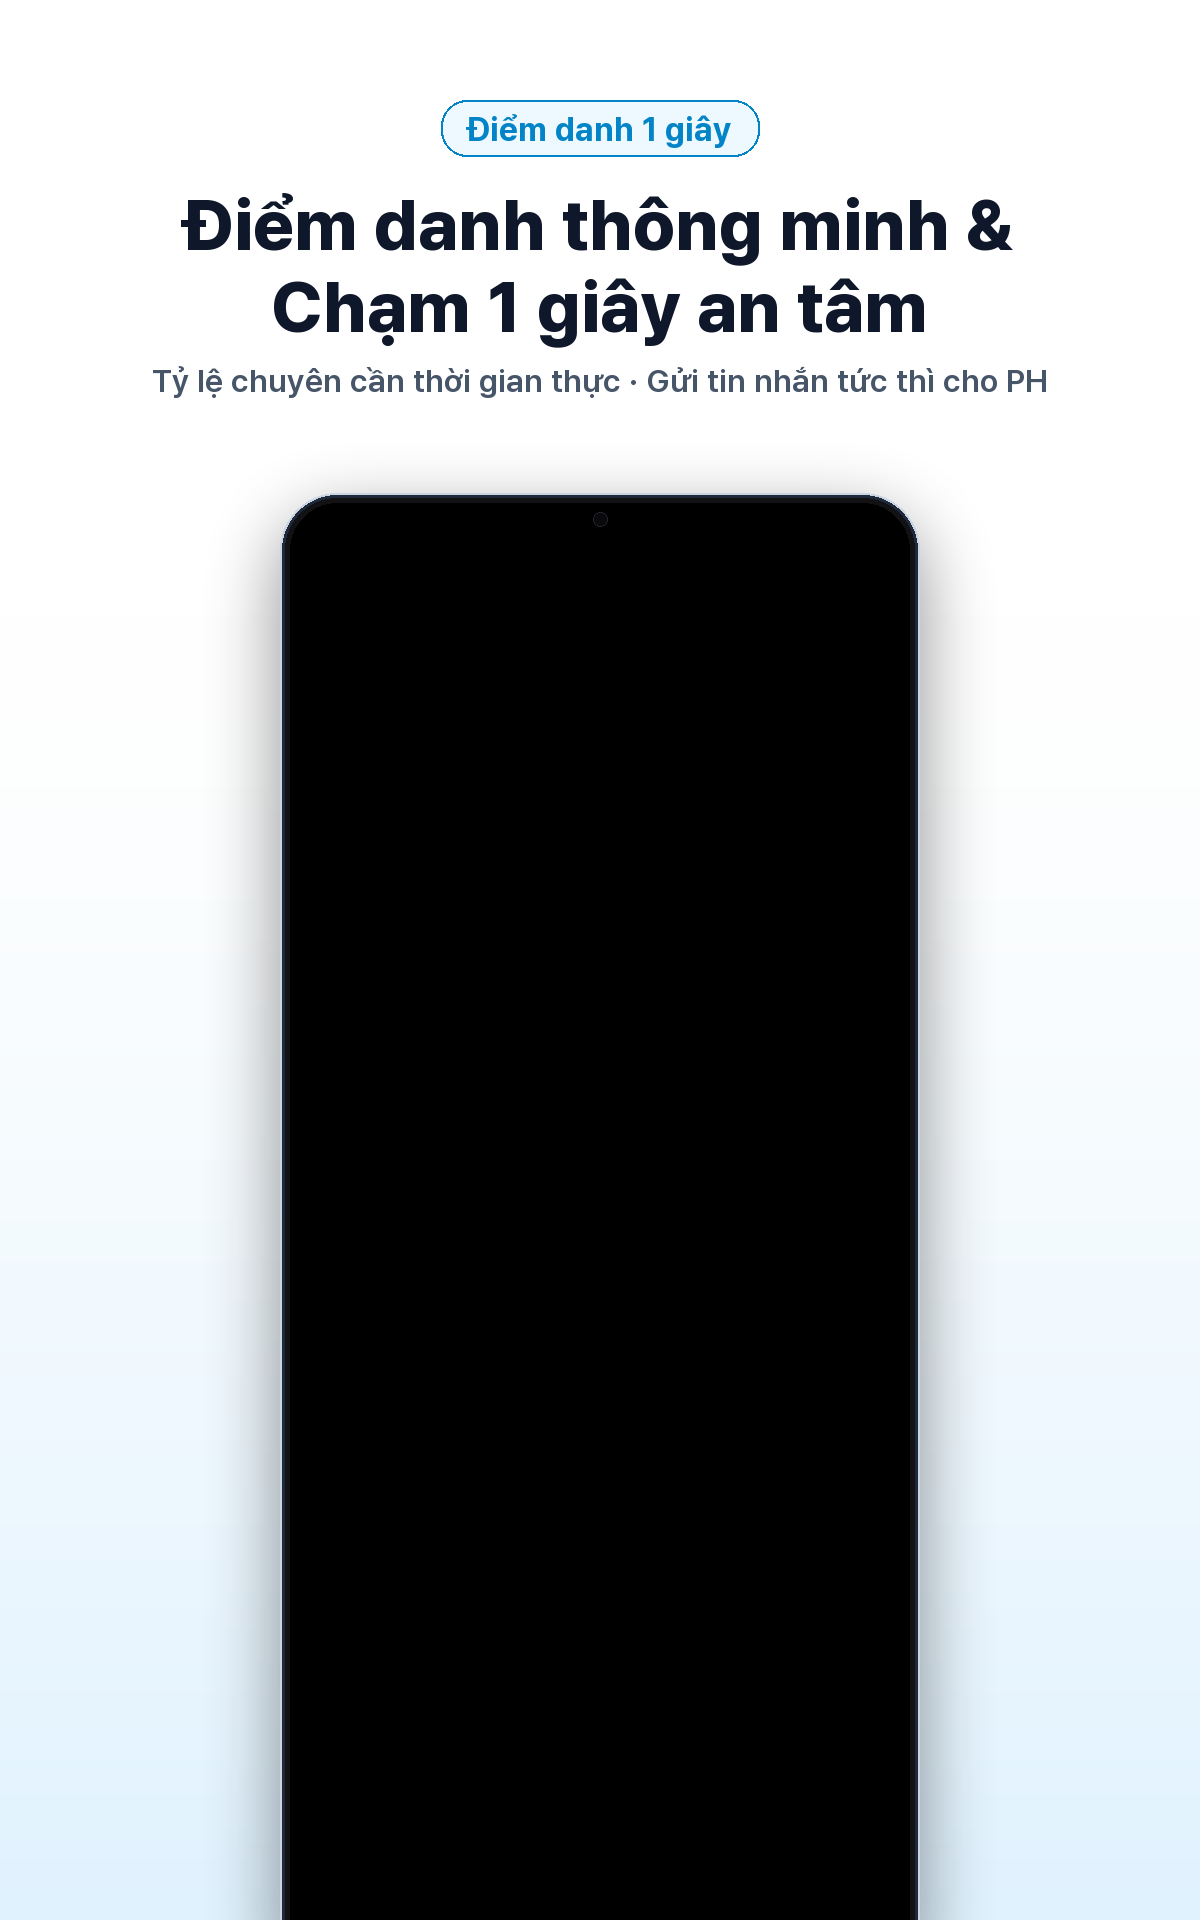 Điểm danh 1 giây
Điểm danh thông minh &
Chạm 1 giây an tâm
Tỷ lệ chuyên cần thời gian thực · Gửi tin nhắn tức thì cho PH